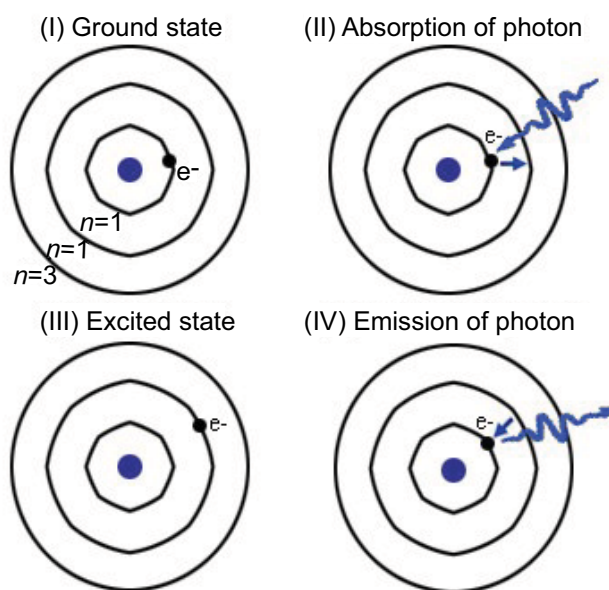 (I) Ground state
(II) Absorption of photon
e-
e-
n=1
n=1
n=3
(III) Excited state
(IV) Emission of photon
e-
e-